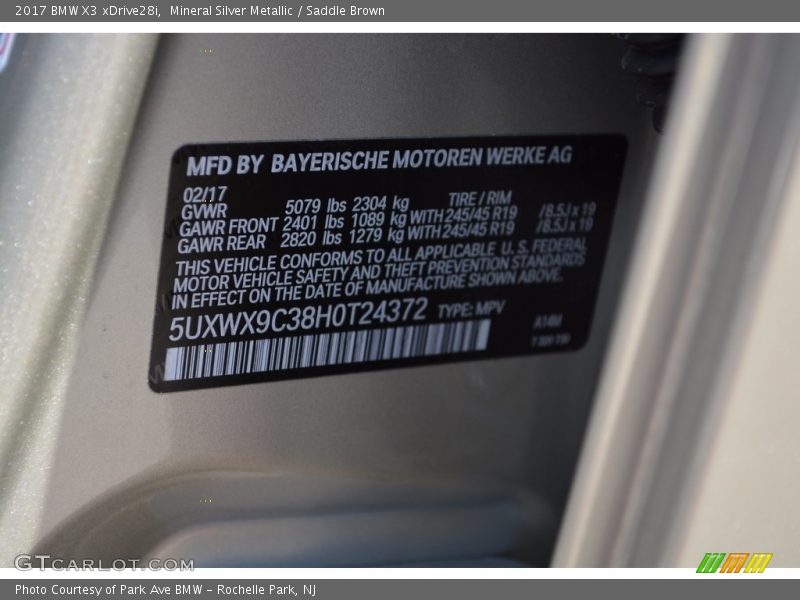 2017 BMW X3 xDrive28i, Mineral Silver Metallic / Saddle Brown
MFD BY BAYERISCHE MOTOREN WERKE AG
02/17
GVWR 5079 lbs 2304 kg TIRE / RIM
GAWR FRONT 2401 lbs 1089 kg WITH 245/45 R19 /8.5J x 19
GAWR REAR 2820 lbs 1279 kg WITH 245/45 R19 /8.5J x 19
THIS VEHICLE CONFORMS TO ALL APPLICABLE U. S. FEDERAL
MOTOR VEHICLE SAFETY AND THEFT PREVENTION STANDARDS
IN EFFECT ON THE DATE OF MANUFACTURE SHOWN ABOVE.
5UXWX9C38H0T24372 TYPE: MPV
GTCARLOT.COM
Photo Courtesy of Park Ave BMW - Rochelle Park, NJ